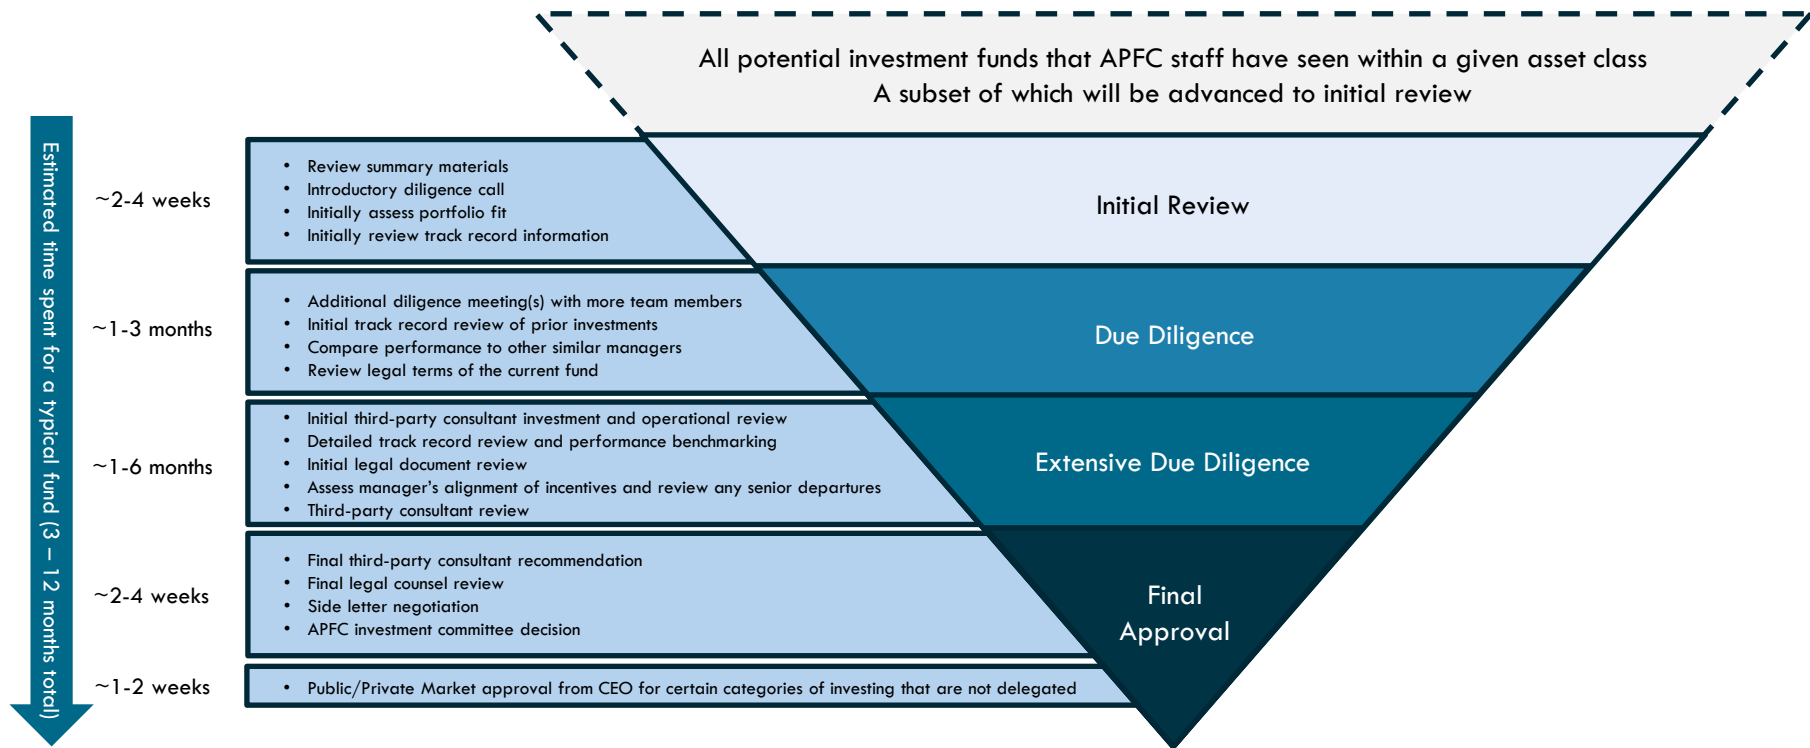 All potential investment funds that APFC staff have seen within a given asset class
A subset of which will be advanced to initial review
Estimated time spent for a typical fund (3 – 12 months total)
~2-4 weeks
• Review summary materials
• Introductory diligence call
• Initially assess portfolio fit
• Initially review track record information
Initial Review
~1-3 months
• Additional diligence meeting(s) with more team members
• Initial track record review of prior investments
• Compare performance to other similar managers
• Review legal terms of the current fund
Due Diligence
~1-6 months
• Initial third-party consultant investment and operational review
• Detailed track record review and performance benchmarking
• Initial legal document review
• Assess manager's alignment of incentives and review any senior departures
• Third-party consultant review
Extensive Due Diligence
~2-4 weeks
• Final third-party consultant recommendation
• Final legal counsel review
• Side letter negotiation
• APFC investment committee decision
Final
Approval
~1-2 weeks
• Public/Private Market approval from CEO for certain categories of investing that are not delegated